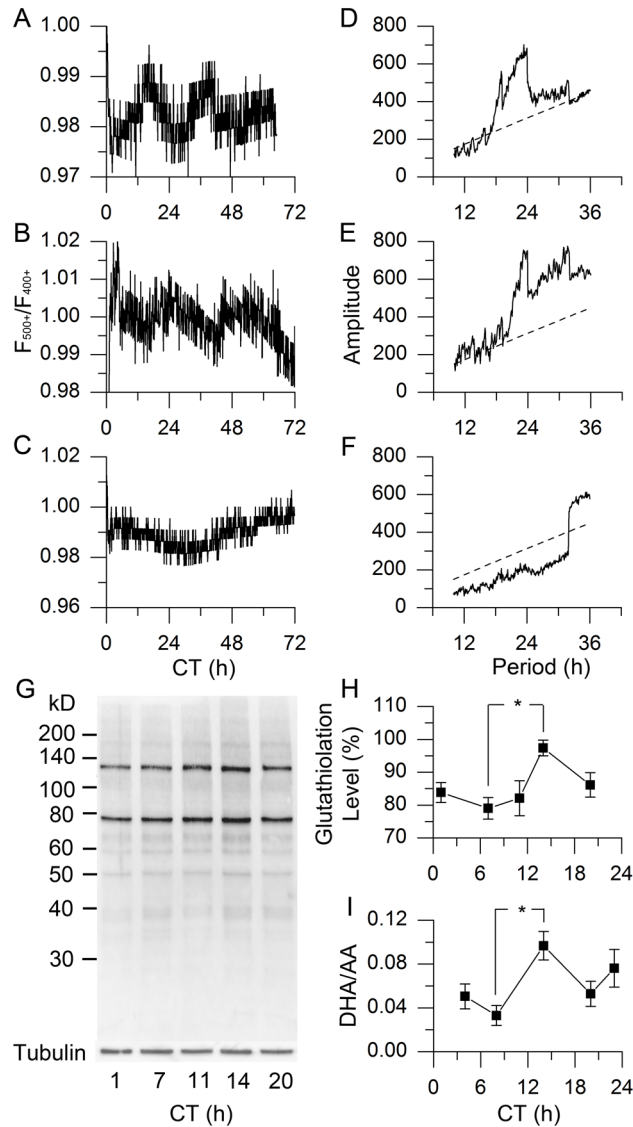 A
1.00
0.99
0.98
0.97
0 24 48 72
D
800
600
400
200
0
12 24 36
B
1.02
1.01
1.00
0.99
0.98
F500+/F400+
0 24 48 72
E
800
600
400
200
0
Amplitude
12 24 36
C
1.02
1.00
0.98
0.96
0 24 48 72
CT (h)
F
800
600
400
200
0
12 24 36
Period (h)
G
kD
200
140
100
80
60
50
40
30
Tubulin
1 7 11 14 20
CT (h)
H
Glutathiolation
Level (%)
110
100
90
80
70
*
0 6 12 18 24
I
DHA/AA
0.12
0.08
0.04
0.00
*
0 6 12 18 24
CT (h)